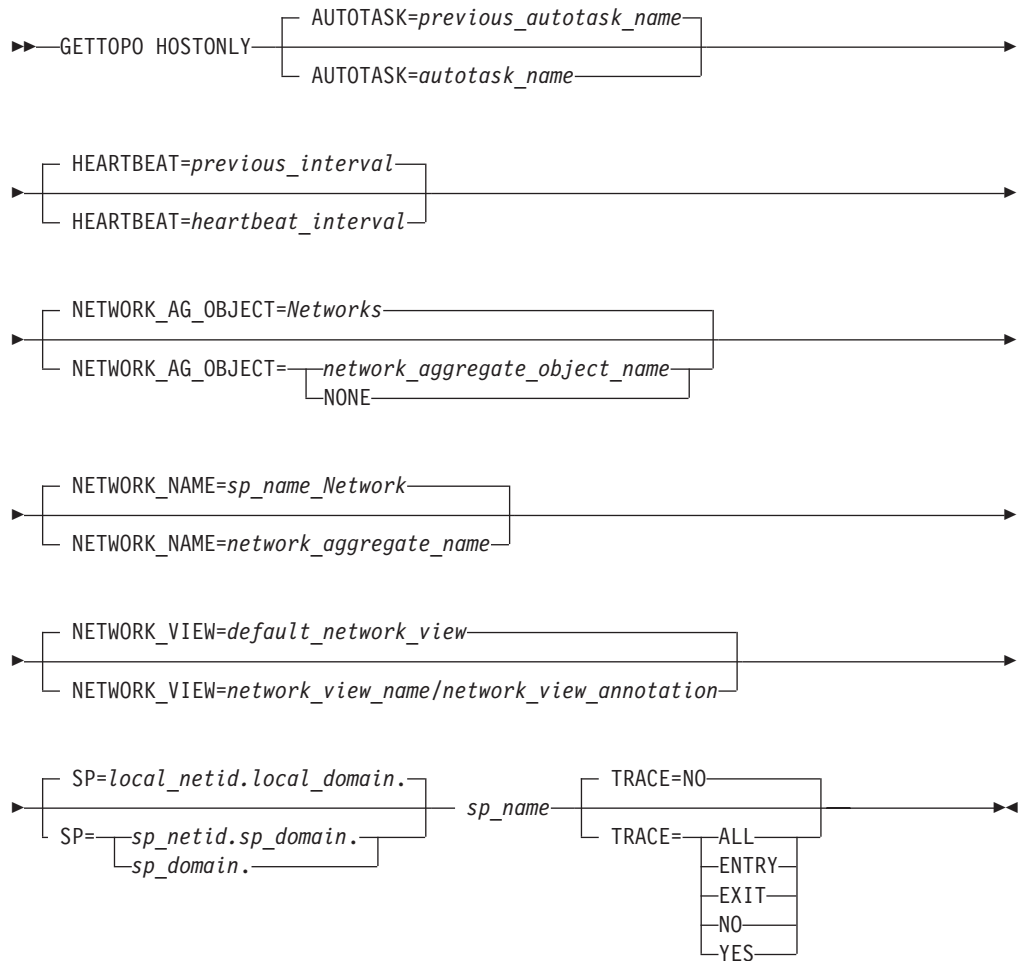 AUTOTASK=previous_autotask_name
GETTOPO HOSTONLY
AUTOTASK=autotask_name
HEARTBEAT=previous_interval
HEARTBEAT=heartbeat_interval
NETWORK_AG_OBJECT=Networks
NETWORK_AG_OBJECT= network_aggregate_object_name
NONE
NETWORK_NAME=sp_name_Network
NETWORK_NAME=network_aggregate_name
NETWORK_VIEW=default_network_view
NETWORK_VIEW=network_view_name/network_view_annotation
SP=local_netid.local_domain. TRACE=NO
sp_name
SP= sp_netid.sp_domain. TRACE= ALL
sp_domain. ENTRY
EXIT
NO
YES